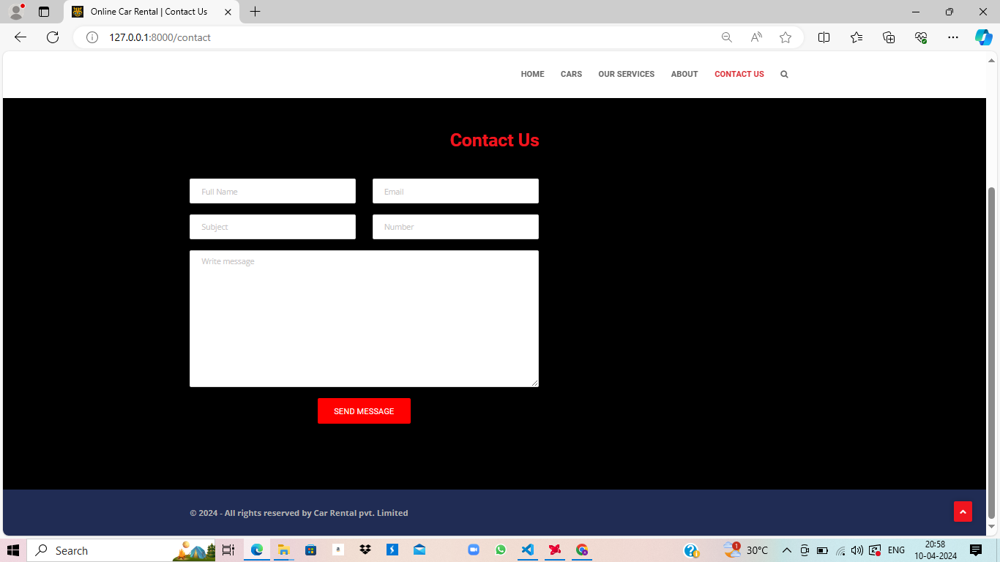 Online Car Rental | Contact Us
127.0.0.1:8000/contact
HOME CARS OUR SERVICES ABOUT CONTACT US
Contact Us
Full Name Email
Subject Number
Write message
SEND MESSAGE
© 2024 - All rights reserved by Car Rental pvt. Limited
Search
a
1
30°C
ENG
20:58
10-04-2024